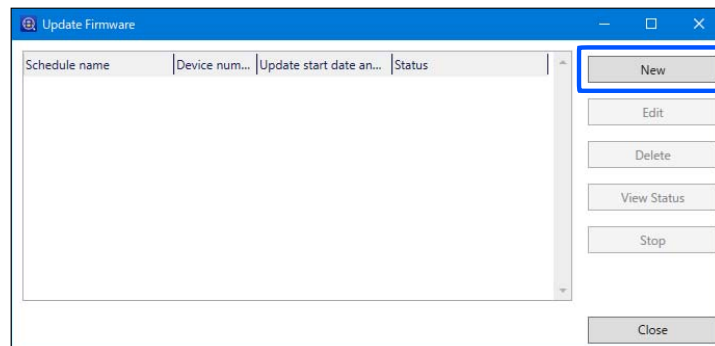 Update Firmware
Schedule name Device num... Update start date an... Status
New
Edit
Delete
View Status
Stop
Close